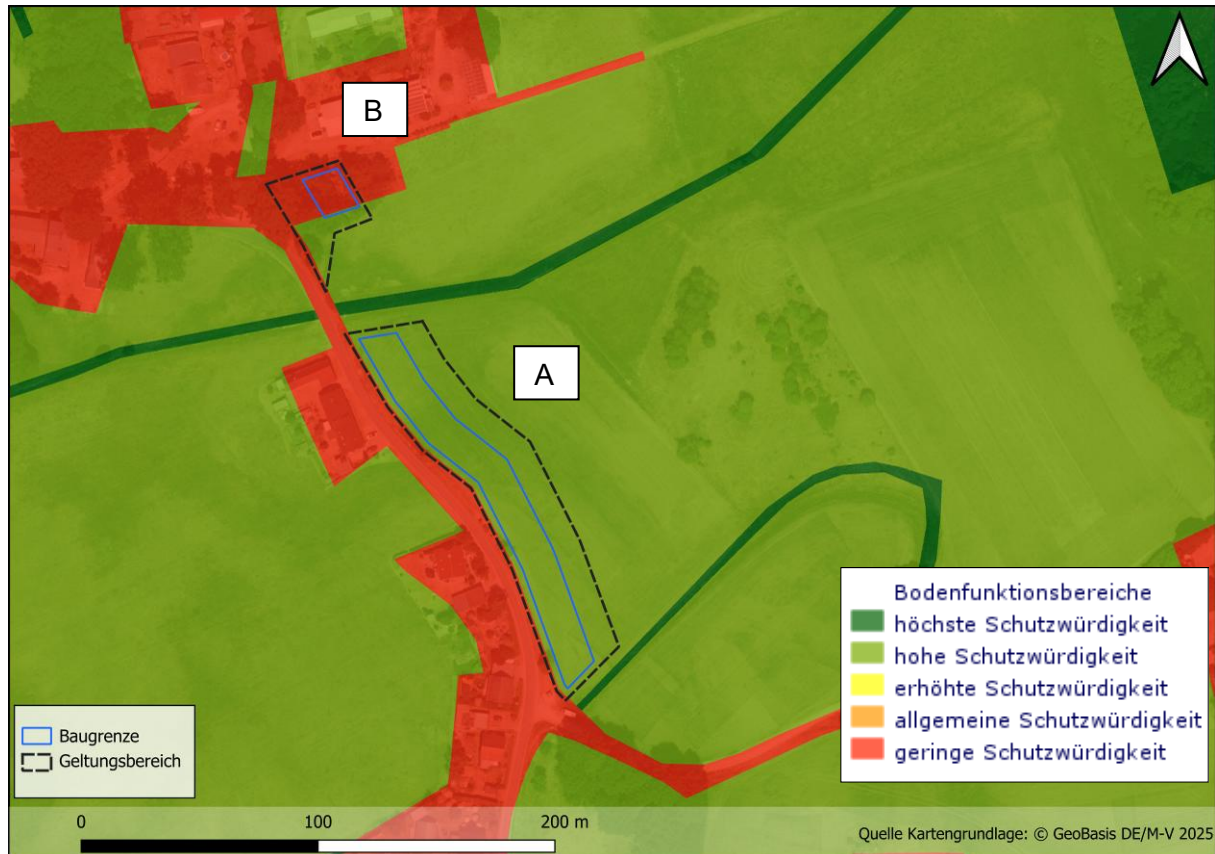 B
A
Bodenfunktionsbereiche
höchste Schutzwürdigkeit
hohe Schutzwürdigkeit
erhöhte Schutzwürdigkeit
allgemeine Schutzwürdigkeit
geringe Schutzwürdigkeit
Baugrenze
Geltungsbereich
0 100 200 m
Quelle Kartengrundlage: © GeoBasis DE/M-V 2025